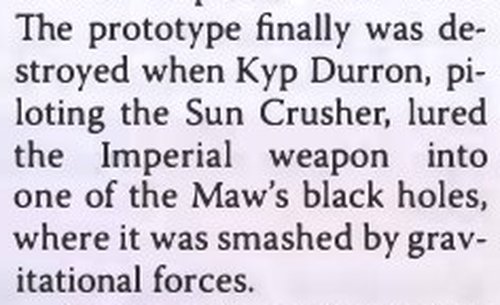 The prototype finally was de-
stroyed when Kyp Durron, pi-
loting the Sun Crusher, lured
the Imperial weapon into
one of the Maw's black holes,
where it was smashed by grav-
itational forces.